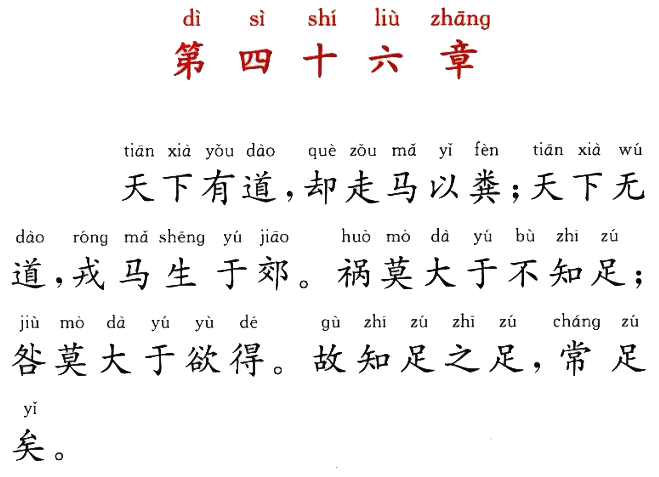 dì sì shí liù zhāng
第四十六章
tiān xià yǒu dào què zǒu mǎ yǐ fèn tiān xià wú
天下有道，却走马以粪；天下无
dào róng mǎ shēng yú jiāo huò mò dà yú bù zhī zú
道，戎马生于郊。祸莫大于不知足；
jiù mò dà yú yù dé gù zhī zú zhī zú cháng zú
咎莫大于欲得。故知足之足，常足
yǐ
矣。